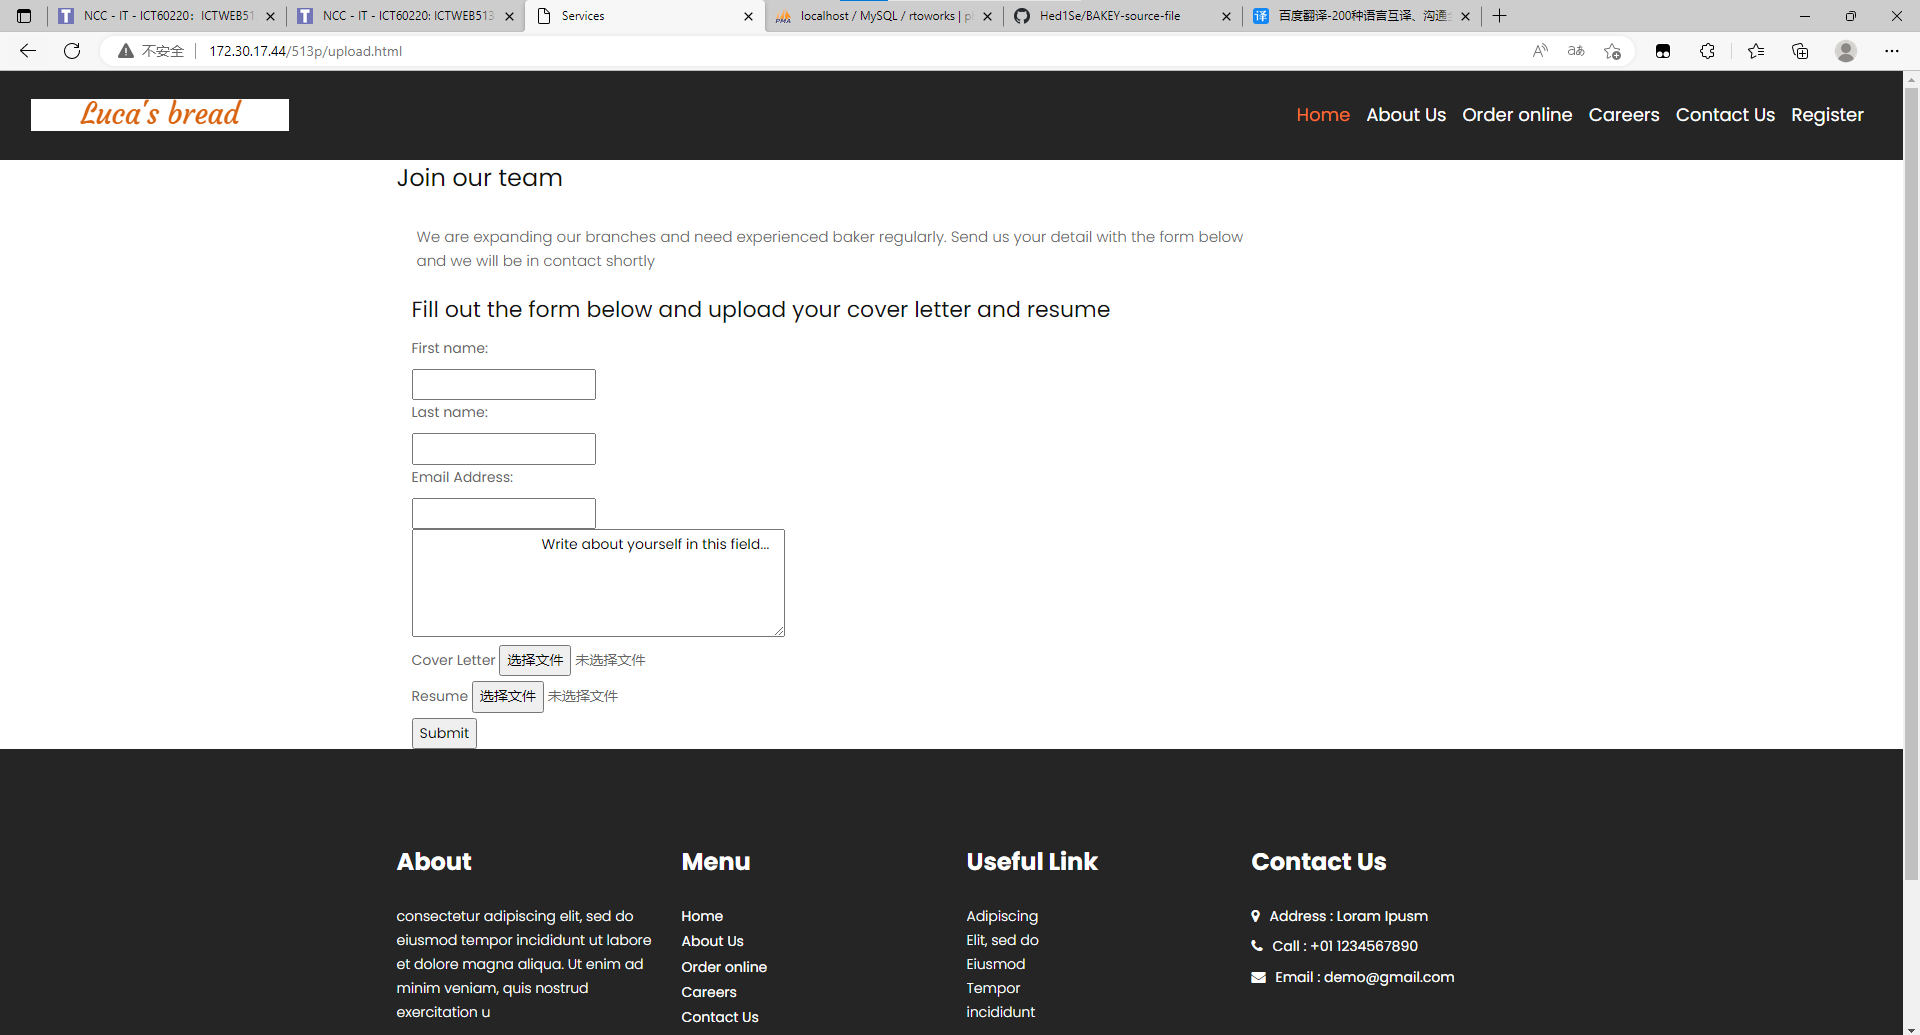 NCC - IT - ICT60220: ICTWEB51
NCC - IT - ICT60220: ICTWEB513
Services
localhost / MySQL / rtoworks |
Hed1Se/BAKEY-source-file
百度翻译-200种语言互译、沟通
不安全
172.30.17.44/513p/upload.html
Luca's bread
Home About Us Order online Careers Contact Us Register
Join our team
We are expanding our branches and need experienced baker regularly. Send us your detail with the form below
and we will be in contact shortly
Fill out the form below and upload your cover letter and resume
First name:
Last name:
Email Address:
Write about yourself in this field...
Cover Letter 选择文件 未选择文件
Resume 选择文件 未选择文件
Submit
About
consectetur adipiscing elit, sed do
eiusmod tempor incididunt ut labore
et dolore magna aliqua. Ut enim ad
minim veniam, quis nostrud
exercitation u
Menu
Home
About Us
Order online
Careers
Contact Us
Useful Link
Adipiscing
Elit, sed do
Eiusmod
Tempor
incididunt
Contact Us
Address : Loram Ipusm
Call : +01 1234567890
Email : demo@gmail.com